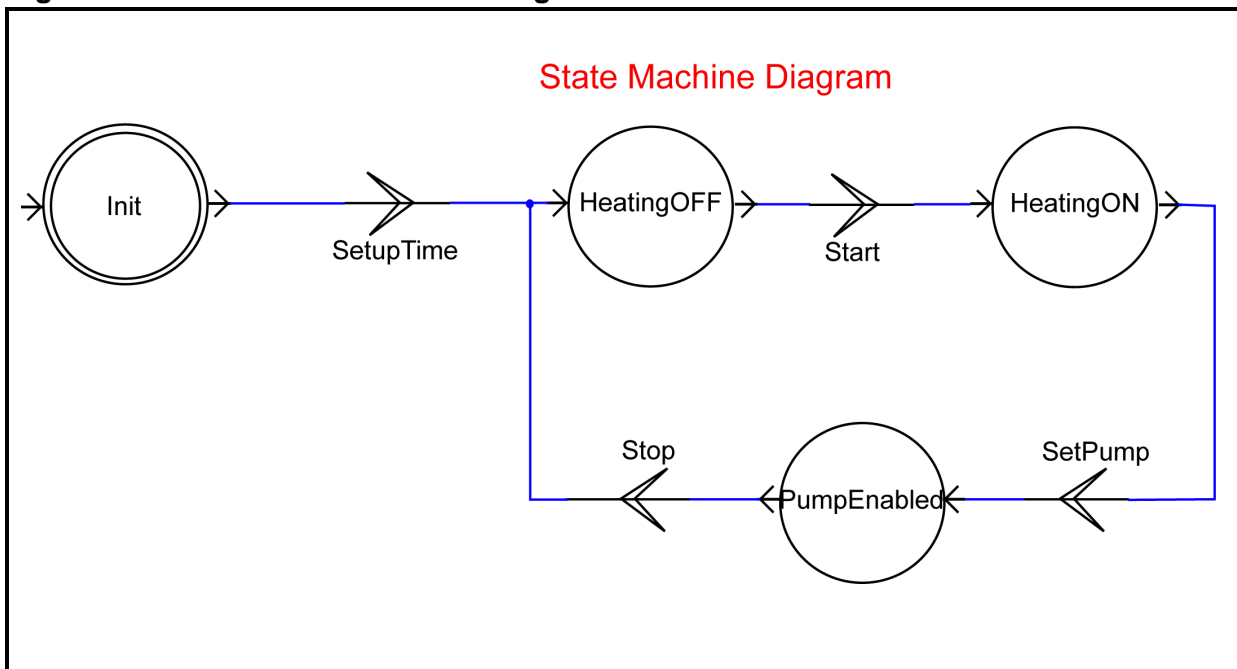 State Machine Diagram
Init
HeatingOFF
HeatingON
SetupTime
Start
Stop
SetPump
PumpEnabled